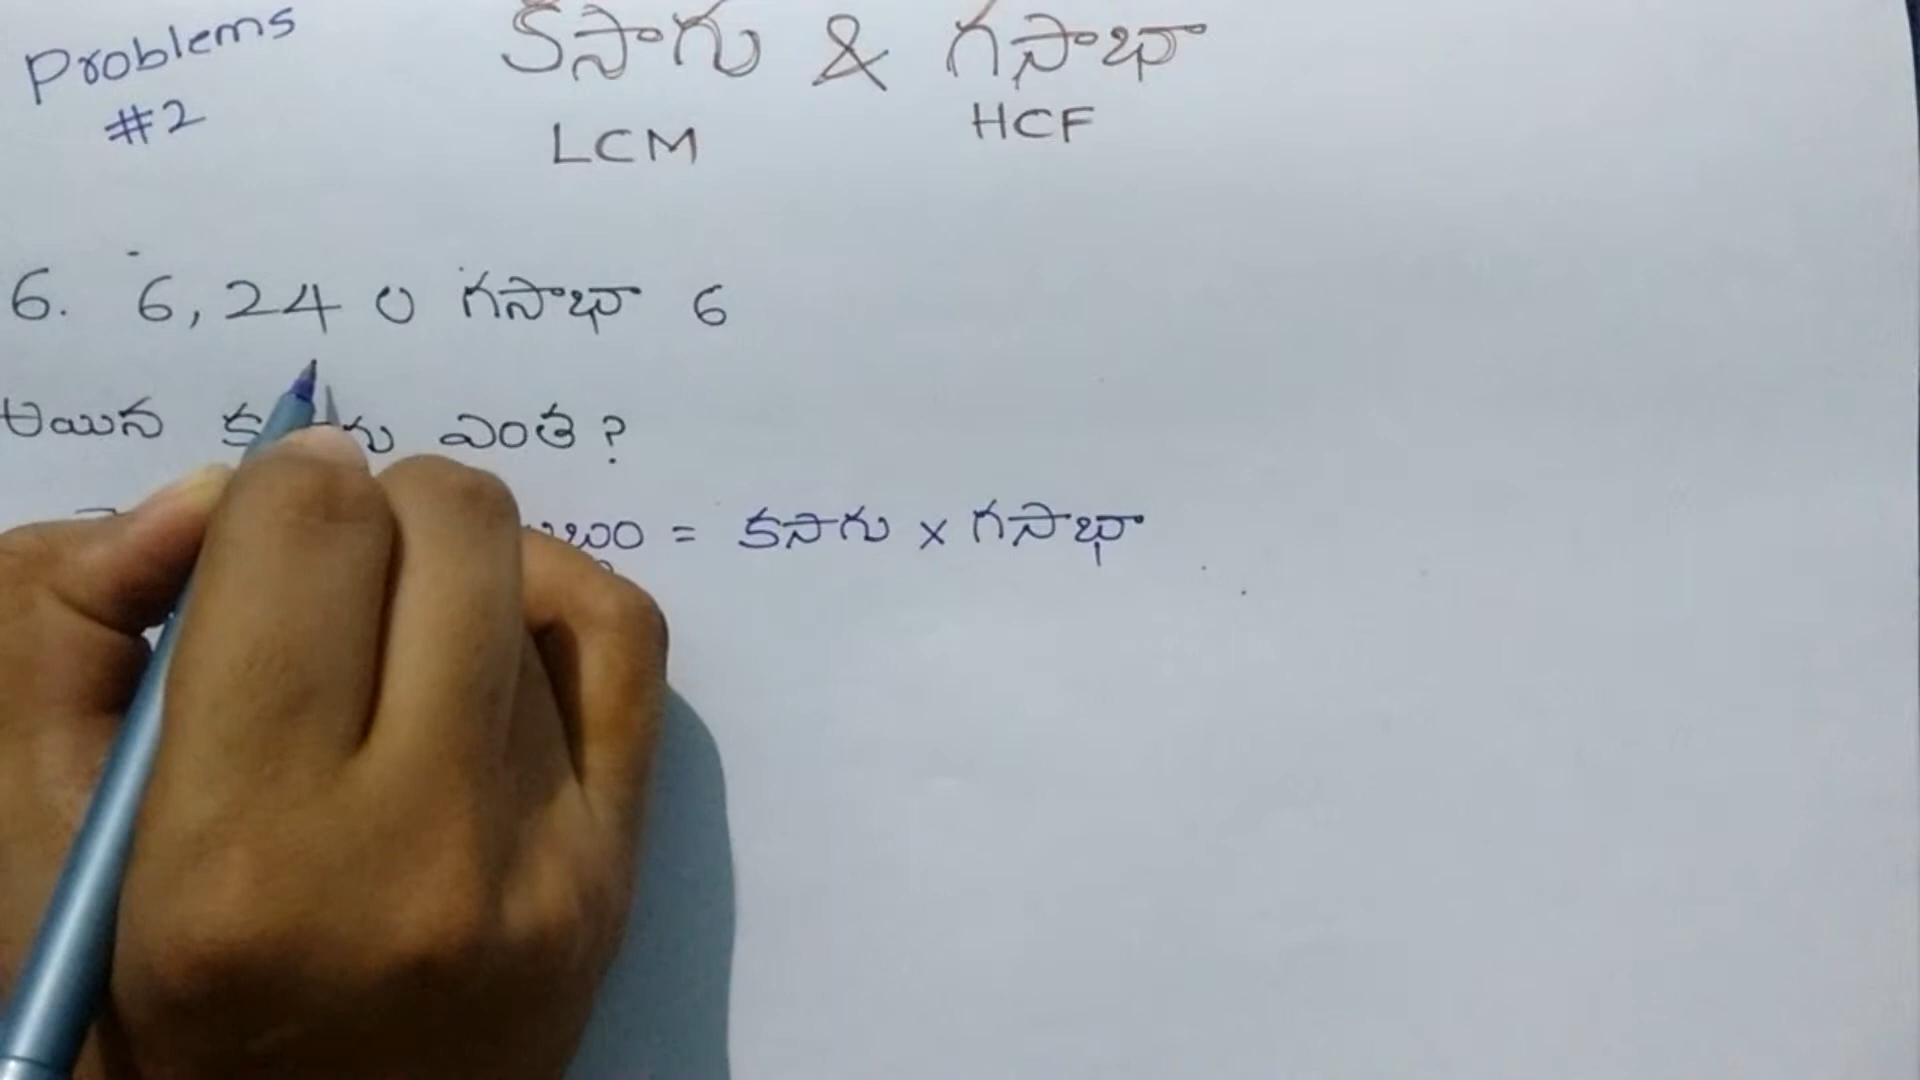 Problems
#2
కసాగు & గసాభా
LCM HCF
6. 6, 24 ల గసాభా 6
అయిన ఎంత?
= కసాగు × గసాభా